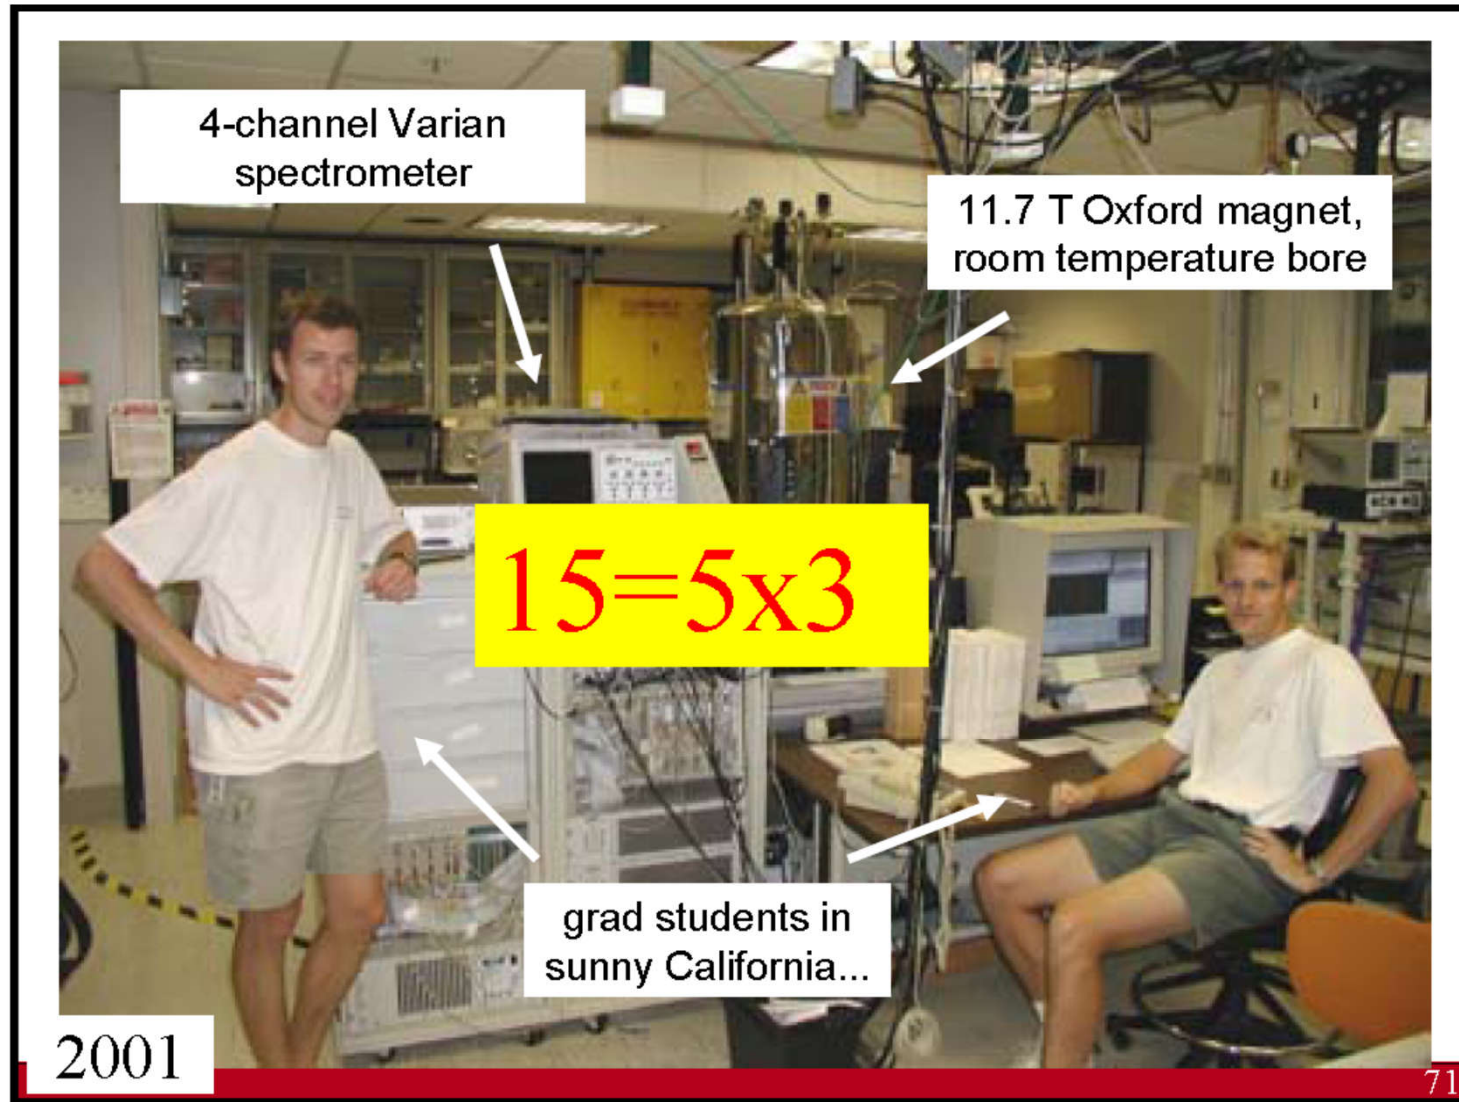 4-channel Varian
spectrometer
11.7 T Oxford magnet,
room temperature bore
15=5x3
grad students in
sunny California...
2001
71